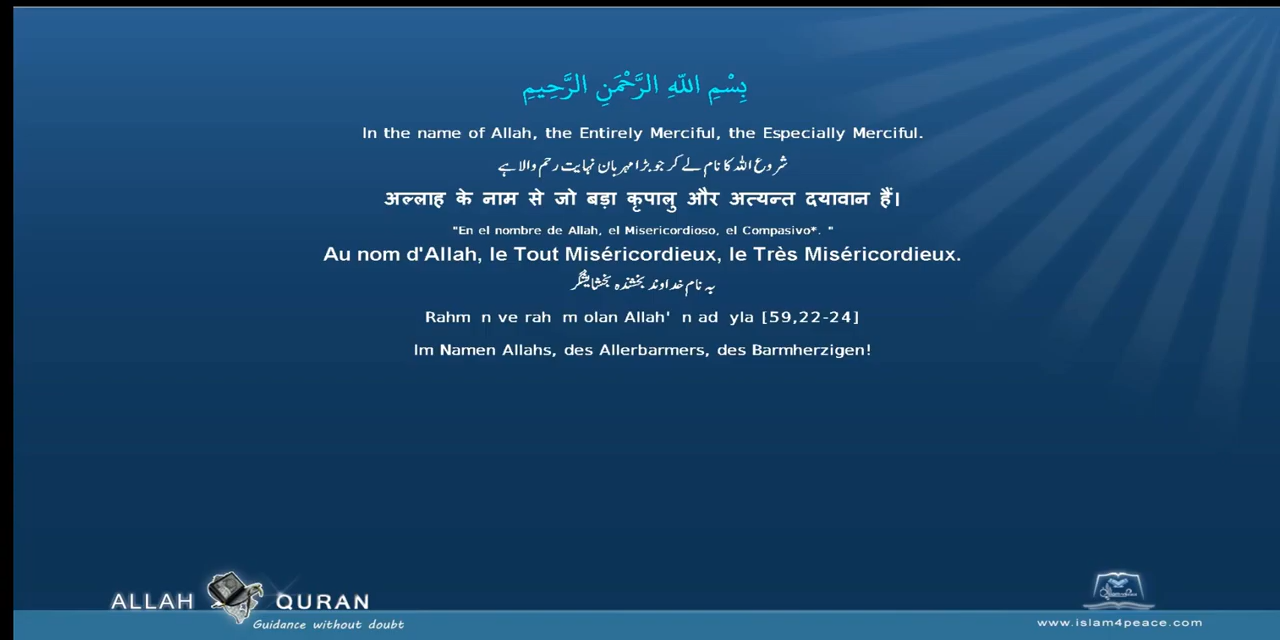 بِسْمِ اللّهِ الرَّحْمَنِ الرَّحِيمِ
In the name of Allah, the Entirely Merciful, the Especially Merciful.
شروع الله کا نام لے کر جو بڑا مہربان نہایت رحم والا ہے
अल्लाह के नाम से जो बड़ा कृपालु और अत्यन्त दयावान हैं।
"En el nombre de Allah, el Misericordioso, el Compasivo*. "
Au nom d'Allah, le Tout Miséricordieux, le Très Miséricordieux.
به نام خداوند بخشنده بخشایشگر
Rahm n ve rah m olan Allah' n ad yla [59,22-24]
Im Namen Allahs, des Allerbarmers, des Barmherzigen!
ALLAH QURAN
Guidance without doubt
www.islam4peace.com